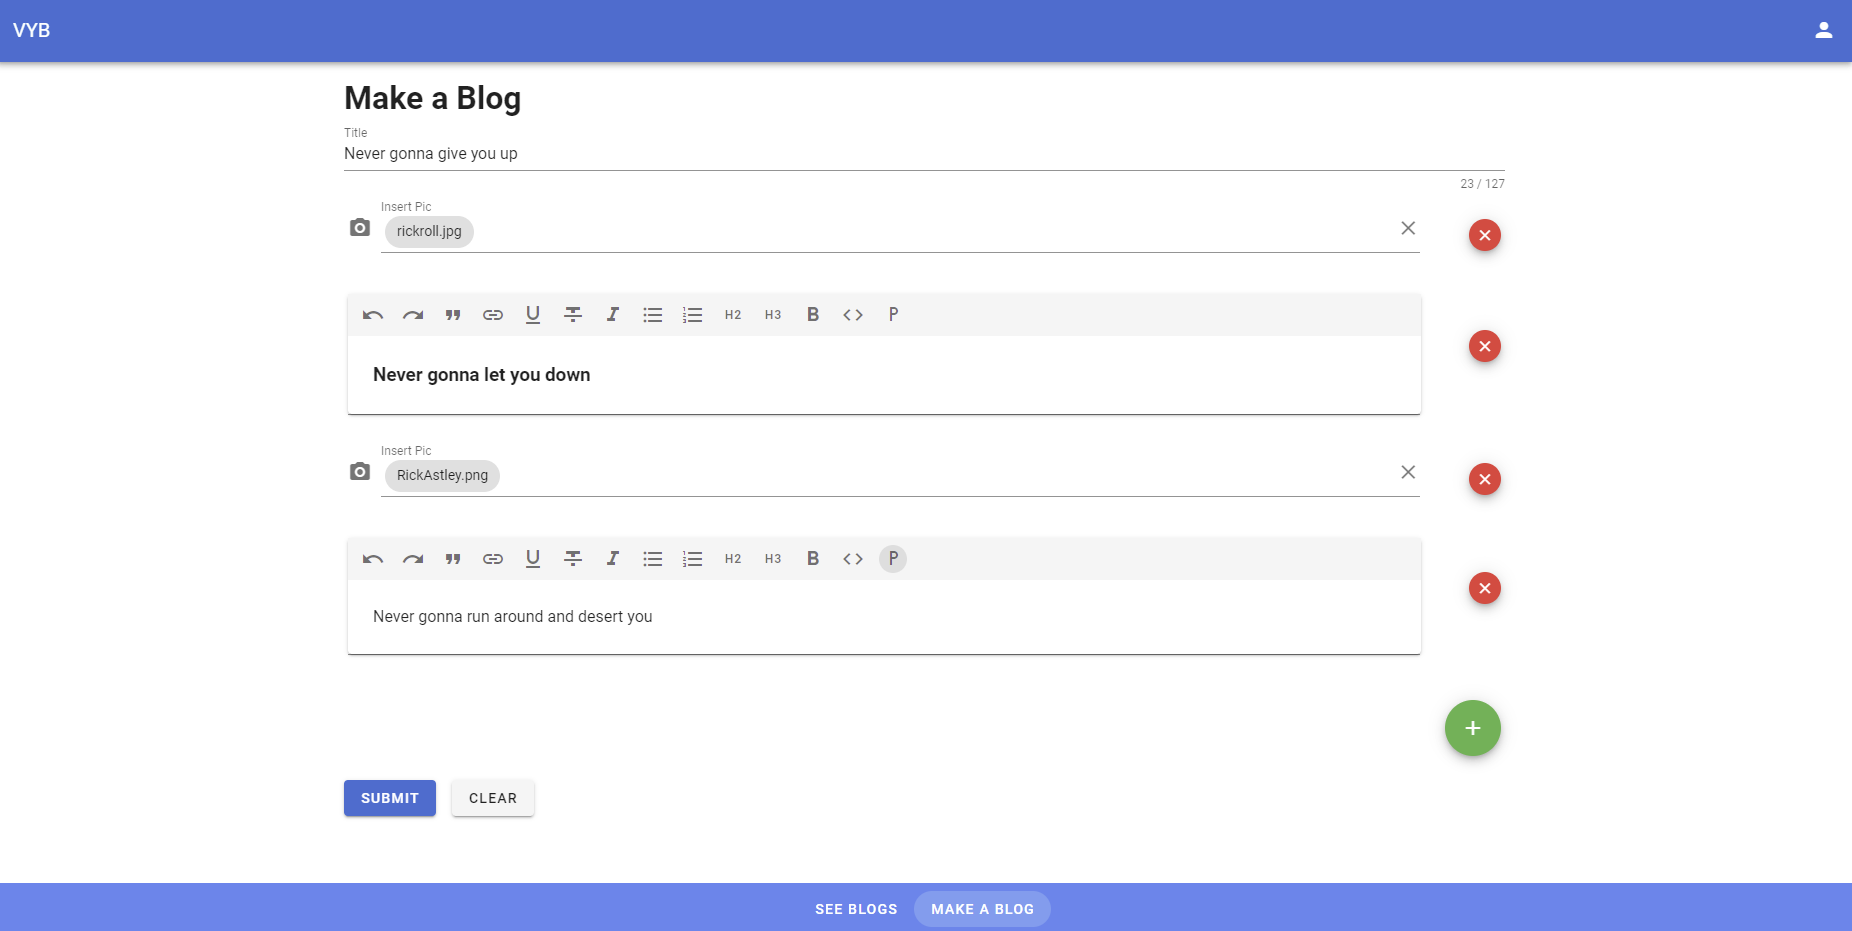 VYB
Make a Blog
Title
Never gonna give you up
23 / 127
Insert Pic
rickroll.jpg
H2 H3 B <> P
Never gonna let you down
Insert Pic
RickAstley.png
H2 H3 B <> P
Never gonna run around and desert you
SUBMIT CLEAR
SEE BLOGS MAKE A BLOG